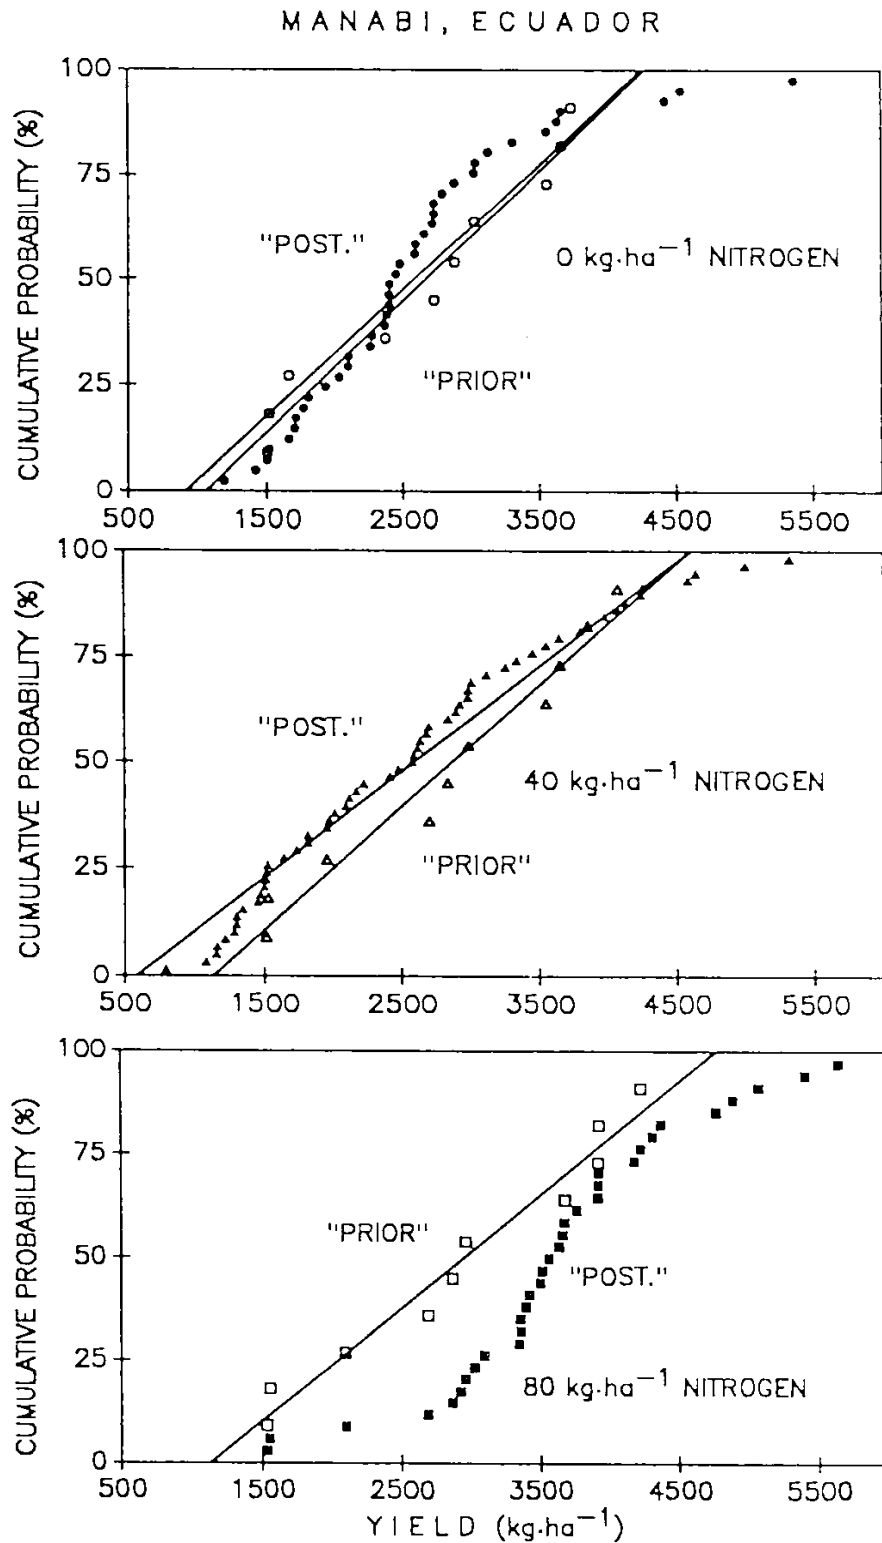 MANABI, ECUADOR
CUMULATIVE PROBABILITY (%)
100
75
50
25
0
"POST."
0 kg·ha⁻¹ NITROGEN
"PRIOR"
500 1500 2500 3500 4500 5500
CUMULATIVE PROBABILITY (%)
100
75
50
25
0
"POST."
40 kg·ha⁻¹ NITROGEN
"PRIOR"
500 1500 2500 3500 4500 5500
CUMULATIVE PROBABILITY (%)
100
75
50
25
0
"PRIOR"
"POST."
80 kg·ha⁻¹ NITROGEN
500 1500 2500 3500 4500 5500
YIELD (kg·ha⁻¹)